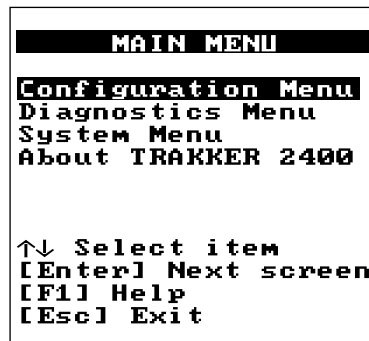 MAIN MENU
Configuration Menu
Diagnostics Menu
System Menu
About TRAKKER 2400
↑↓ Select item
[Enter] Next screen
[F1] Help
[Esc] Exit